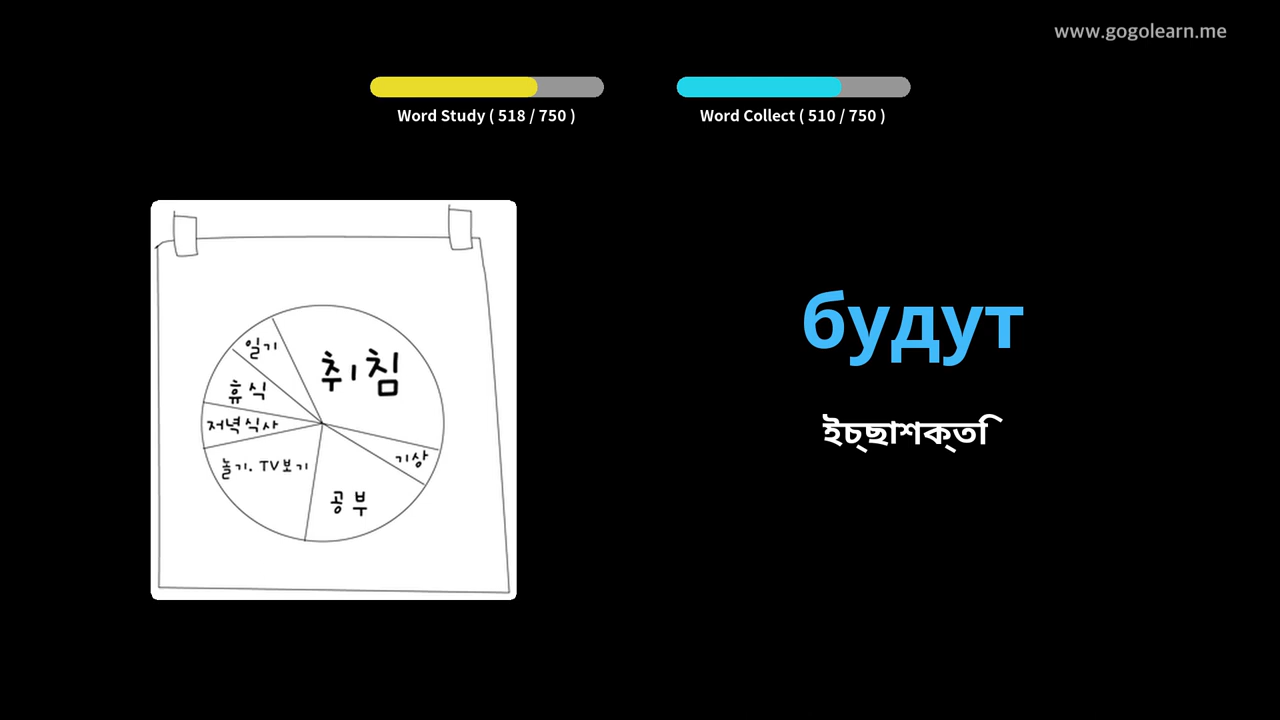 www.gogolearn.me
Word Study ( 518 / 750 )
Word Collect ( 510 / 750 )
일기
취침
휴식
저녁식사
기상
놀기. TV보기
공부
будут
ইচ্ছাশক্তি